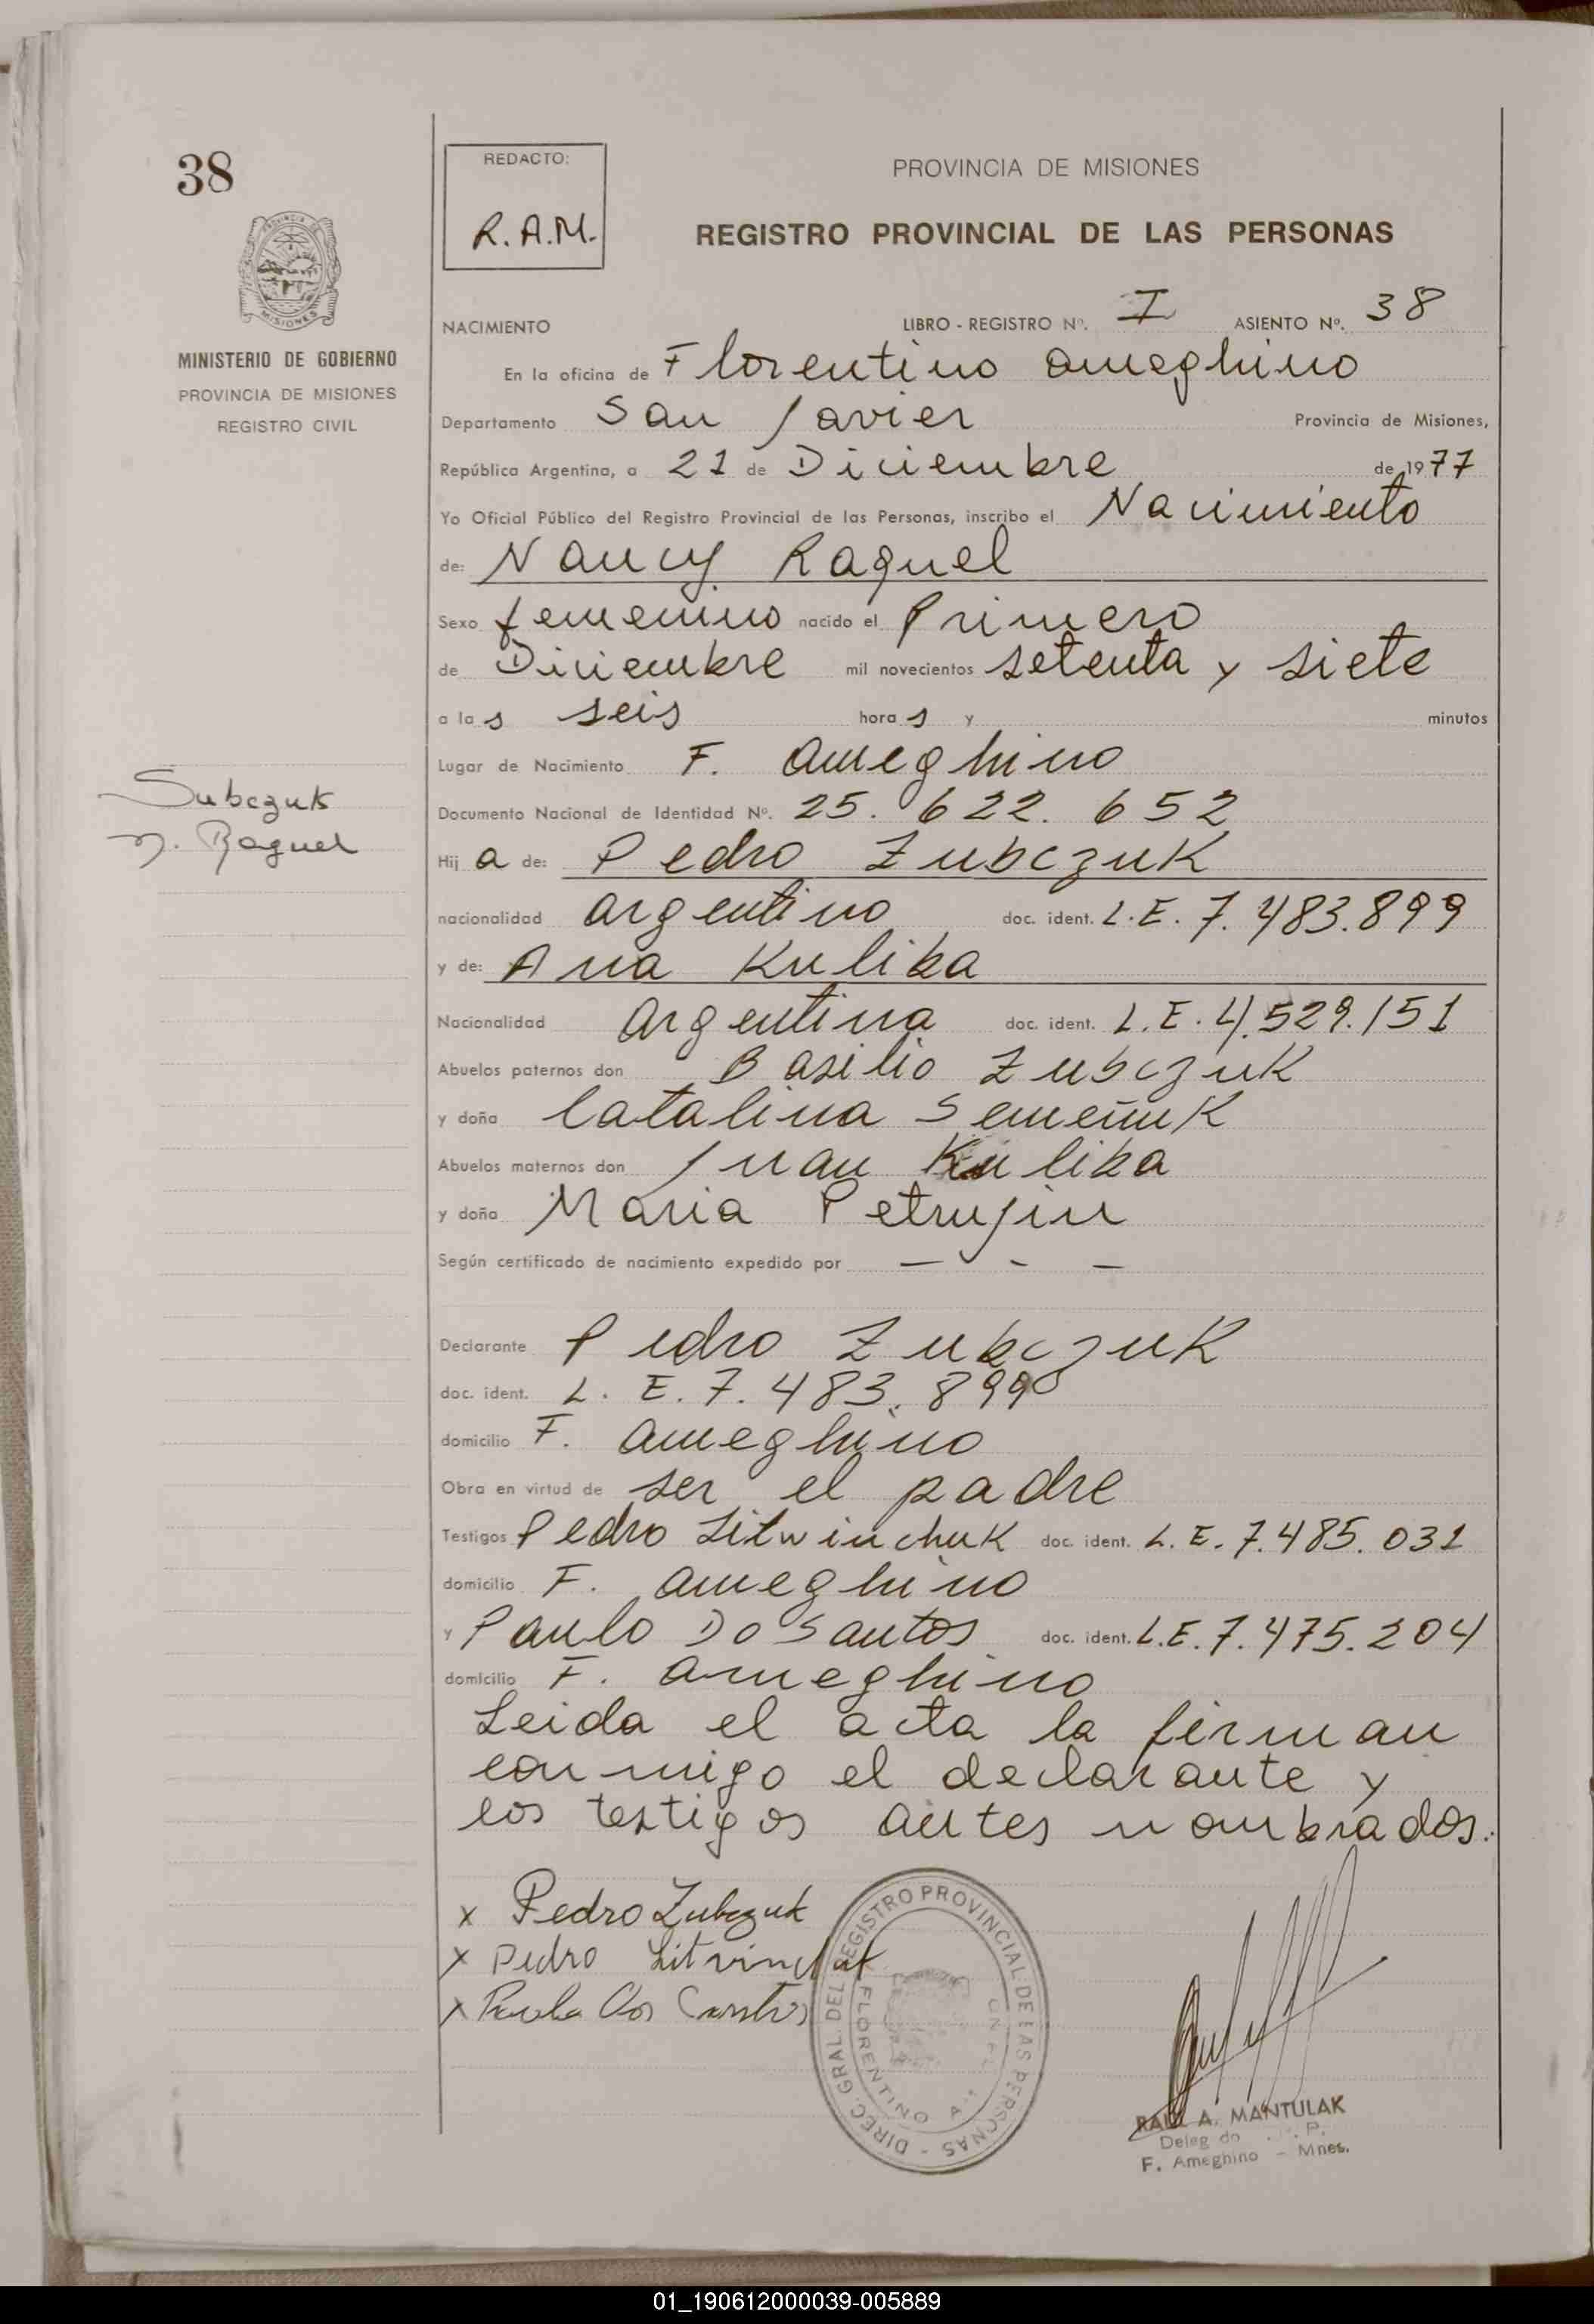 38
PROVINCIA
MISIONES
MINISTERIO DE GOBIERNO
PROVINCIA DE MISIONES
REGISTRO CIVIL
Subczuk
N. Raquel
REDACTO:
R.A.M.
PROVINCIA DE MISIONES
REGISTRO PROVINCIAL DE LAS PERSONAS
NACIMIENTO LIBRO - REGISTRO Nº. I ASIENTO Nº. 38
En la oficina de Florentino Ameghino
Departamento San Javier Provincia de Misiones,
República Argentina, a 21 de Diciembre de 1977
Yo Oficial Público del Registro Provincial de las Personas, inscribo el Nacimiento
de: Nancy Raquel
Sexo femenino nacido el Primero
de Diciembre mil novecientos setenta y siete
a las seis horas y minutos
Lugar de Nacimiento F. Ameghino
Documento Nacional de Identidad Nº. 25.622.652
Hija de: Pedro Zubczuk
nacionalidad argentino doc. ident. L.E. 7.483.899
y de: Ana Kulika
Nacionalidad Argentina doc. ident. L.E. 4.529.151
Abuelos paternos don Basilio Zubczuk
y doña Catalina Semeñuk
Abuelos maternos don Juan Kulika
y doña Maria Petrujin
Según certificado de nacimiento expedido por — - —
Declarante Pedro Zubczuk
doc. ident. L. E. 7.483.899
domicilio F. Ameghino
Obra en virtud de ser el padre
Testigos Pedro Litwinchuk doc. ident. L.E. 7.485.031
domicilio F. Ameghino
y Paulo Do Santos doc. ident. L.E. 7.475.204
domicilio F. Ameghino
Leida el acta la firman
conmigo el declarante y
los testigos antes nombrados.
x Pedro Zubczuk
x Pedro Litvinchuk
x Paulo Dos Santos
DIREC. GRAL. DEL REGISTRO PROVINCIAL DE LAS PERSONAS -
FLORENTINO
RAUL A. MANTULAK
F. Ameghino - Mnes.
01_190612000039-005889